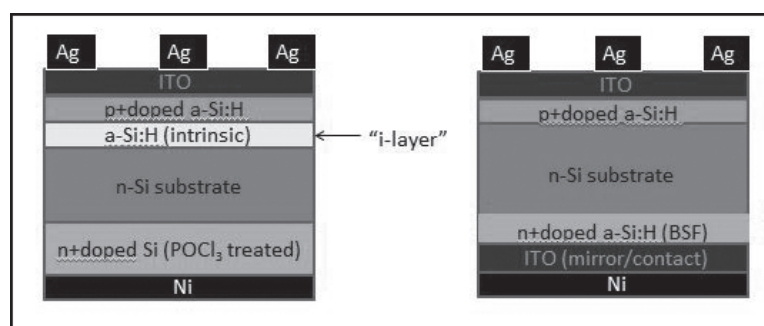 Ag Ag Ag
ITO
p+doped a-Si:H
a-Si:H (intrinsic)
"i-layer"
n-Si substrate
n+doped Si (POCl₃ treated)
Ni
Ag Ag Ag
ITO
p+doped a-Si:H
n-Si substrate
n+doped a-Si:H (BSF)
ITO (mirror/contact)
Ni